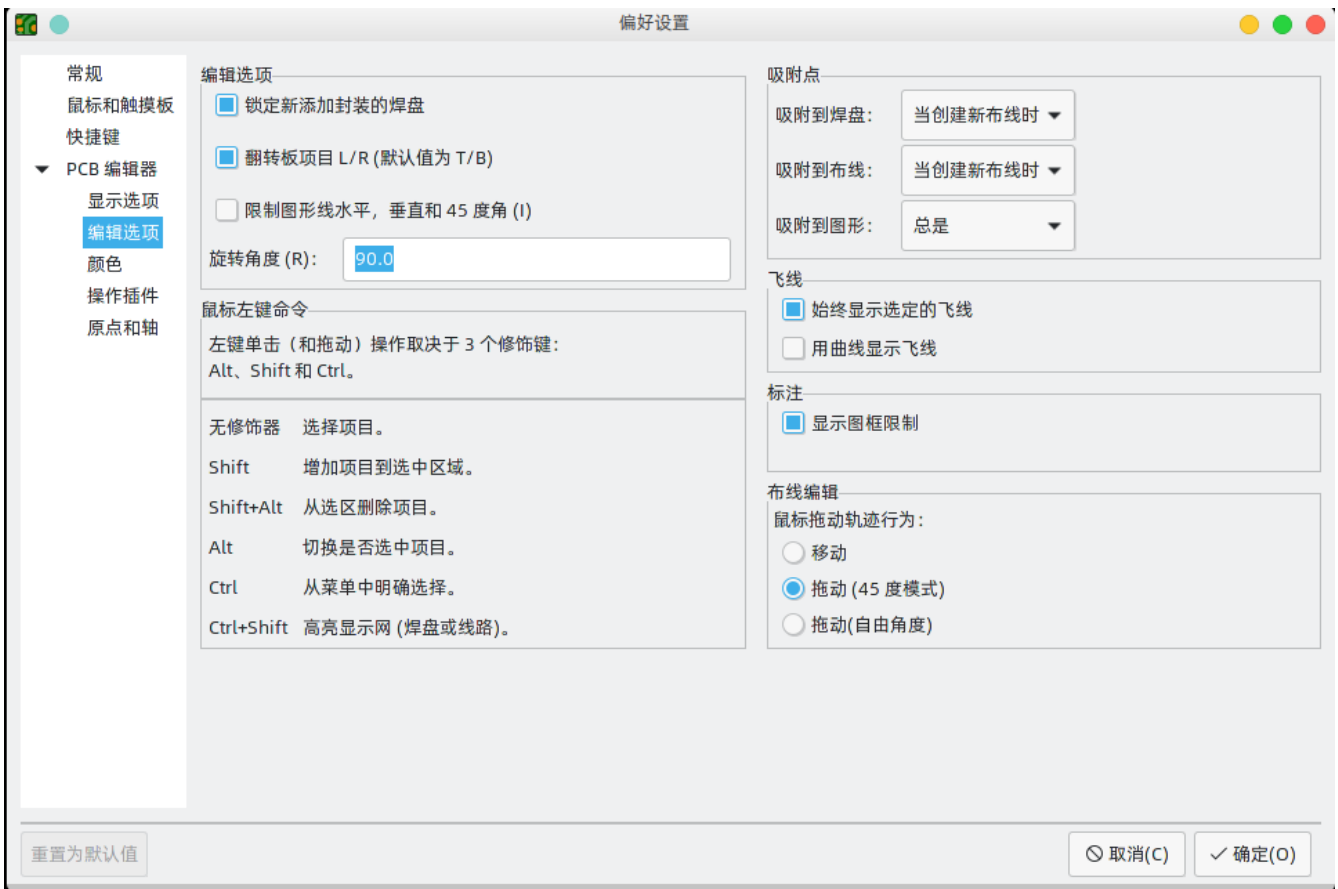 偏好设置
常规
鼠标和触摸板
快捷键
PCB 编辑器
显示选项
编辑选项
颜色
操作插件
原点和轴
编辑选项
锁定新添加封装的焊盘
翻转板项目 L/R (默认值为 T/B)
限制图形线水平，垂直和 45 度角 (I)
旋转角度 (R)：
90.0
鼠标左键命令
左键单击（和拖动）操作取决于 3 个修饰键：
Alt、Shift 和 Ctrl。
无修饰器 选择项目。
Shift 增加项目到选中区域。
Shift+Alt 从选区删除项目。
Alt 切换是否选中项目。
Ctrl 从菜单中明确选择。
Ctrl+Shift 高亮显示网 (焊盘或线路)。
吸附点
吸附到焊盘： 当创建新布线时
吸附到布线： 当创建新布线时
吸附到图形： 总是
飞线
始终显示选定的飞线
用曲线显示飞线
标注
显示图框限制
布线编辑
鼠标拖动轨迹行为：
移动
拖动 (45 度模式)
拖动(自由角度)
重置为默认值
取消(C)
确定(O)